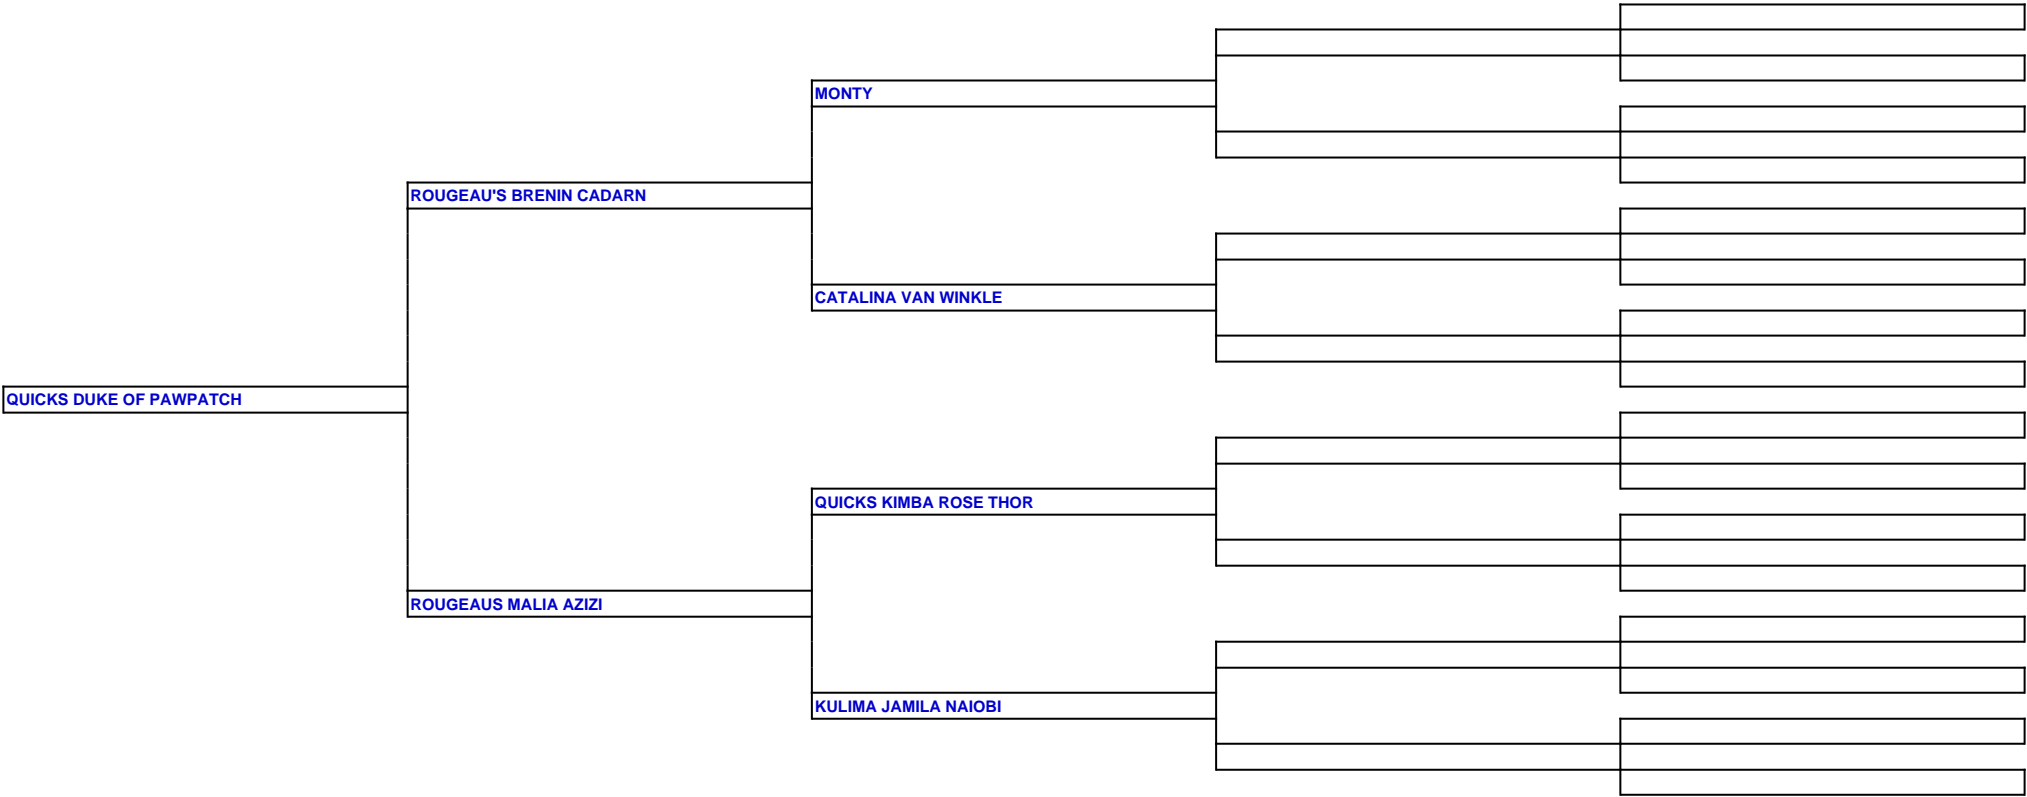 MONTY
ROUGEAU'S BRENIN CADARN
CATALINA VAN WINKLE
QUICKS DUKE OF PAWPATCH
QUICKS KIMBA ROSE THOR
ROUGEAUS MALIA AZIZI
KULIMA JAMILA NAIOBI